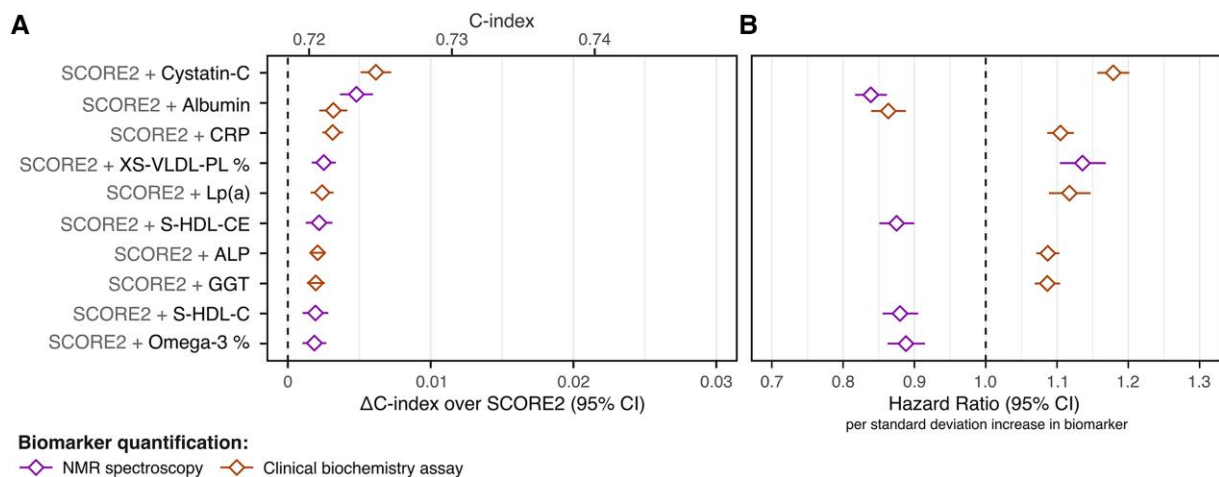 A
C-index
B
0.72 0.73 0.74
SCORE2 + Cystatin-C
SCORE2 + Albumin
SCORE2 + CRP
SCORE2 + XS-VLDL-PL %
SCORE2 + Lp(a)
SCORE2 + S-HDL-CE
SCORE2 + ALP
SCORE2 + GGT
SCORE2 + S-HDL-C
SCORE2 + Omega-3 %
0 0.01 0.02 0.03
ΔC-index over SCORE2 (95% CI)
0.7 0.8 0.9 1.0 1.1 1.2 1.3
Hazard Ratio (95% CI)
per standard deviation increase in biomarker
Biomarker quantification:
NMR spectroscopy Clinical biochemistry assay